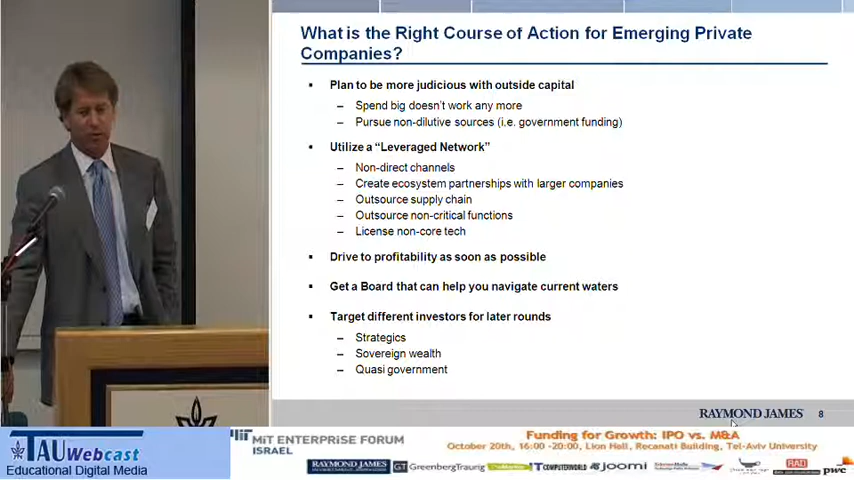 What is the Right Course of Action for Emerging Private
Companies?
▪ Plan to be more judicious with outside capital
– Spend big doesn't work any more
– Pursue non-dilutive sources (i.e. government funding)
▪ Utilize a “Leveraged Network”
– Non-direct channels
– Create ecosystem partnerships with larger companies
– Outsource supply chain
– Outsource non-critical functions
– License non-core tech
▪ Drive to profitability as soon as possible
▪ Get a Board that can help you navigate current waters
▪ Target different investors for later rounds
– Strategics
– Sovereign wealth
– Quasi government
RAYMOND JAMES 8
TAU Webcast
Educational Digital Media
MIT ENTERPRISE FORUM
ISRAEL
Funding for Growth: IPO vs. M&A
October 20th, 16:00 -20:00, Lion Hall, Recanati Building, Tel-Aviv University
RAYMOND JAMES
GT GreenbergTraurig
COMPUTERWORLD
Joomi
RAD
pwc